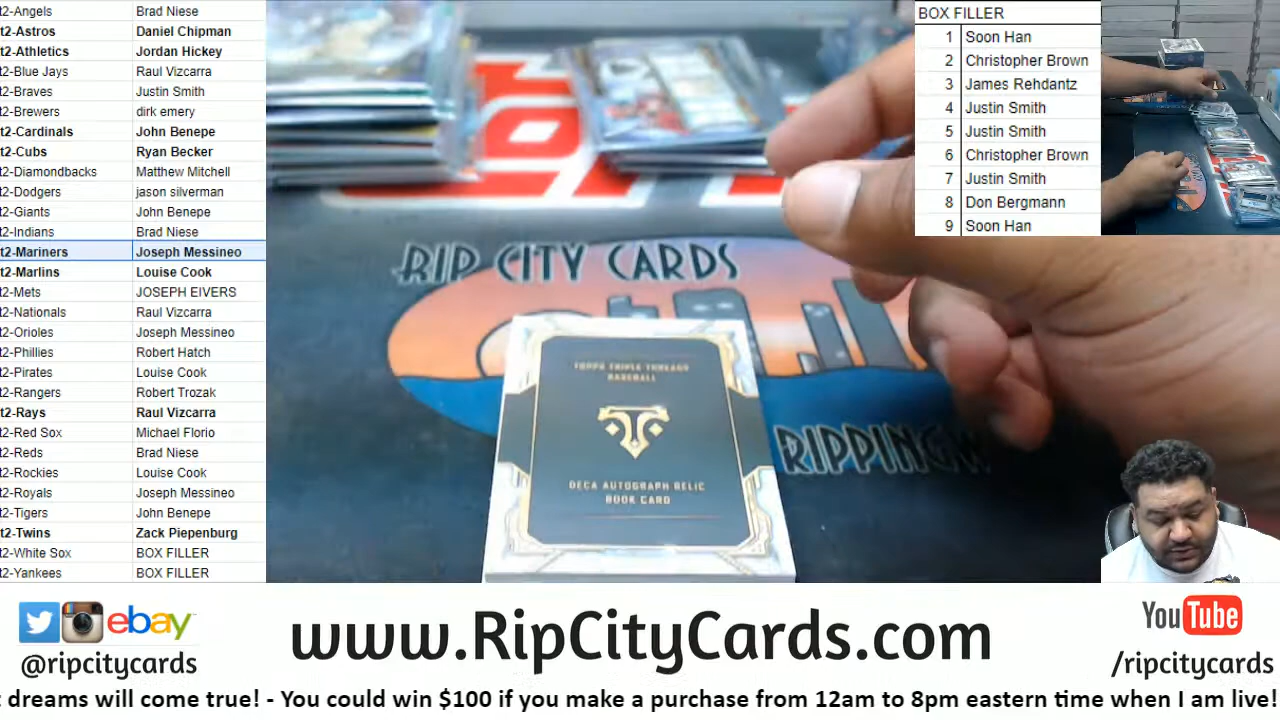 t2-Angels Brad Niese
t2-Astros Daniel Chipman
t2-Athletics Jordan Hickey
t2-Blue Jays Raul Vizcarra
t2-Braves Justin Smith
t2-Brewers dirk emery
t2-Cardinals John Benepe
t2-Cubs Ryan Becker
t2-Diamondbacks Matthew Mitchell
t2-Dodgers jason silverman
t2-Giants John Benepe
t2-Indians Brad Niese
t2-Mariners Joseph Messineo
t2-Marlins Louise Cook
t2-Mets JOSEPH EIVERS
t2-Nationals Raul Vizcarra
t2-Orioles Joseph Messineo
t2-Phillies Robert Hatch
t2-Pirates Louise Cook
t2-Rangers Robert Trozak
t2-Rays Raul Vizcarra
t2-Red Sox Michael Florio
t2-Reds Brad Niese
t2-Rockies Louise Cook
t2-Royals Joseph Messineo
t2-Tigers John Benepe
t2-Twins Zack Piepenburg
t2-White Sox BOX FILLER
t2-Yankees BOX FILLER
BOX FILLER
1 Soon Han
2 Christopher Brown
3 James Rehdantz
4 Justin Smith
5 Justin Smith
6 Christopher Brown
7 Justin Smith
8 Don Bergmann
9 Soon Han
RIP CITY CARDS
TOPPS TRIPLE THREADS
BASEBALL
DECA AUTOGRAPH RELIC
BOOK CARD
RIPPINGW
ebay
@ripcitycards
www.RipCityCards.com
YouTube
/ripcitycards
dreams will come true! - You could win $100 if you make a purchase from 12am to 8pm eastern time when I am live!